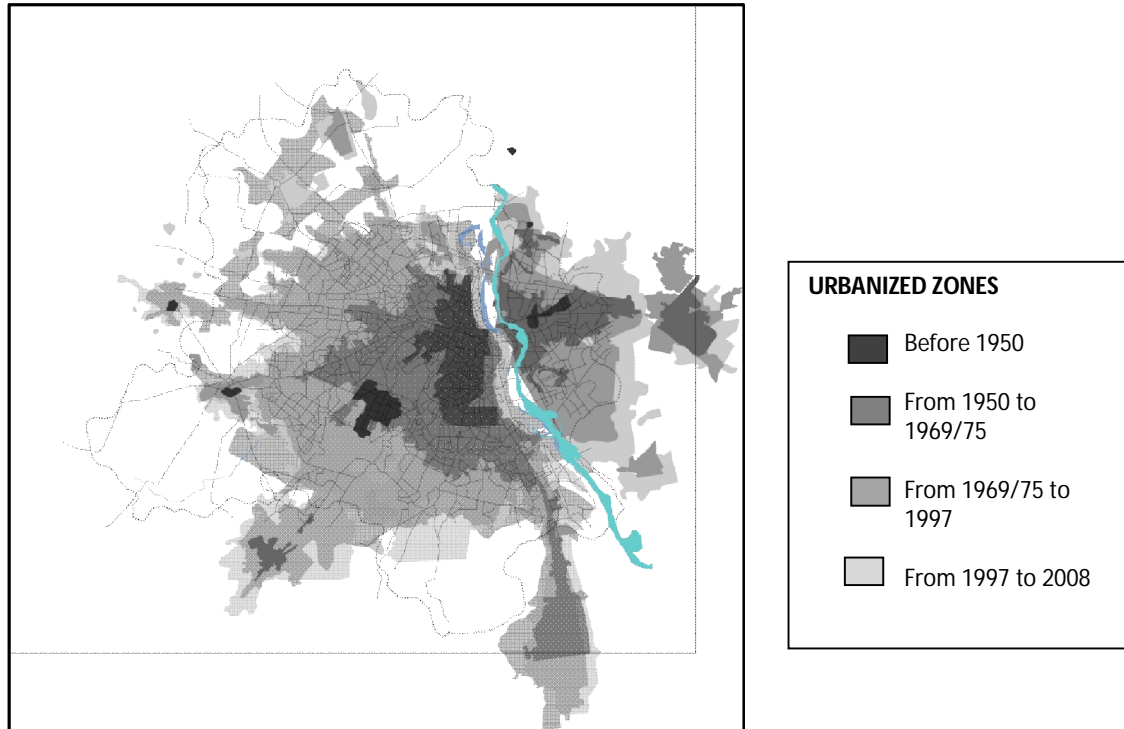 URBANIZED ZONES
Before 1950
From 1950 to
1969/75
From 1969/75 to
1997
From 1997 to 2008